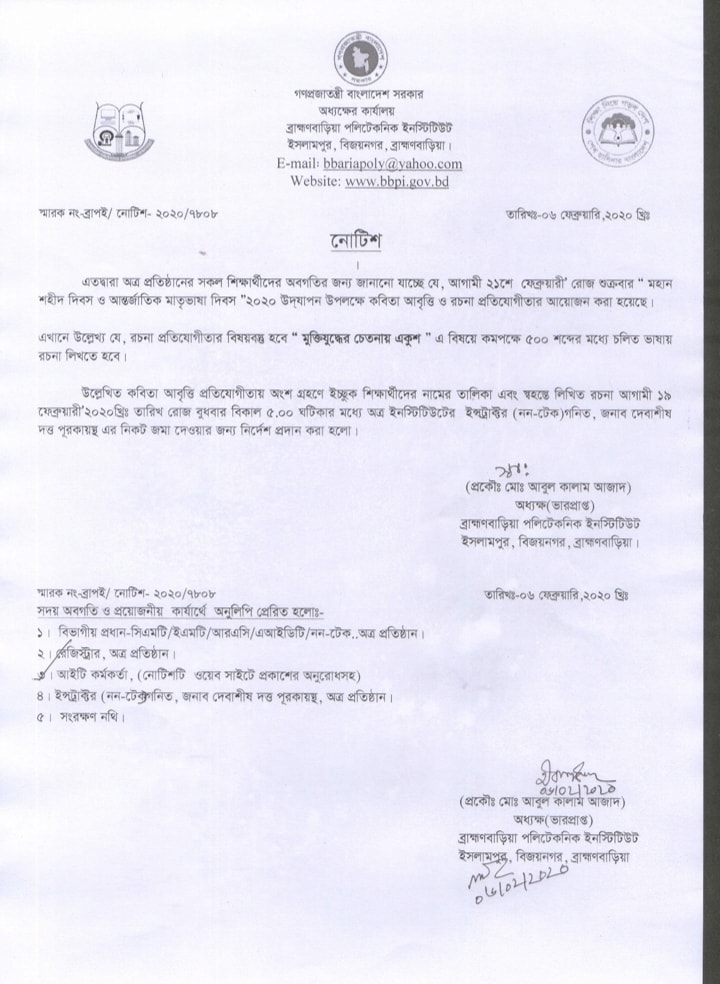 গণপ্রজাতন্ত্রী বাংলাদেশ সরকার
অধ্যক্ষের কার্যালয়
ব্রাহ্মণবাড়িয়া পলিটেকনিক ইনস্টিটিউট
ইসলামপুর, বিজয়নগর, ব্রাহ্মণবাড়িয়া।
E-mail: bbariapoly@yahoo.com
Website: www.bbpi.gov.bd
স্মারক নং-ব্রাপই/ নোটিশ- ২০২০/৭৮০৮ তারিখঃ-০৬ ফেব্রুয়ারি,২০২০ খ্রিঃ
নোটিশ
এতদ্বারা অত্র প্রতিষ্ঠানের সকল শিক্ষার্থীদের অবগতির জন্য জানানো যাচ্ছে যে, আগামী ২১শে ফেব্রুয়ারী' রোজ শুক্রবার " মহান
শহীদ দিবস ও আন্তর্জাতিক মাতৃভাষা দিবস "২০২০ উদ্‌যাপন উপলক্ষে কবিতা আবৃত্তি ও রচনা প্রতিযোগীতার আয়োজন করা হয়েছে।
এখানে উল্লেখ্য যে, রচনা প্রতিযোগীতার বিষয়বস্তু হবে " মুক্তিযুদ্ধের চেতনায় একুশ " এ বিষয়ে কমপক্ষে ৫০০ শব্দের মধ্যে চলিত ভাষায়
রচনা লিখতে হবে।
উল্লেখিত কবিতা আবৃত্তি প্রতিযোগীতায় অংশ গ্রহণে ইচ্ছুক শিক্ষার্থীদের নামের তালিকা এবং স্বহস্তে লিখিত রচনা আগামী ১৯
ফেব্রুয়ারী'২০২০খ্রিঃ তারিখ রোজ বুধবার বিকাল ৫.০০ ঘটিকার মধ্যে অত্র ইনস্টিটিউটের ইন্সট্রাক্টর (নন-টেক)গনিত, জনাব দেবাশীষ
দত্ত পুরকায়স্থ এর নিকট জমা দেওয়ার জন্য নির্দেশ প্রদান করা হলো।
স্বাঃ
(প্রকৌঃ মোঃ আবুল কালাম আজাদ)
অধ্যক্ষ(ভারপ্রাপ্ত)
ব্রাহ্মণবাড়িয়া পলিটেকনিক ইনস্টিটিউট
ইসলামপুর, বিজয়নগর, ব্রাহ্মণবাড়িয়া।
স্মারক নং-ব্রাপই/ নোটিশ- ২০২০/৭৮০৮ তারিখঃ-০৬ ফেব্রুয়ারি,২০২০ খ্রিঃ
সদয় অবগতি ও প্রয়োজনীয় কার্যার্থে অনুলিপি প্রেরিত হলোঃ-
১। বিভাগীয় প্রধান-সিএমটি/ইএমটি/আরএসি/এআইডিটি/নন-টেক..অত্র প্রতিষ্ঠান।
২। রেজিস্ট্রার, অত্র প্রতিষ্ঠান।
৩। আইটি কর্মকর্তা, (নোটিশটি ওয়েব সাইটে প্রকাশের অনুরোধসহ)
৪। ইন্সট্রাক্টর (নন-টেক)গনিত, জনাব দেবাশীষ দত্ত পুরকায়স্থ, অত্র প্রতিষ্ঠান।
৫। সংরক্ষণ নথি।
০৬/০২/২০২০
(প্রকৌঃ মোঃ আবুল কালাম আজাদ)
অধ্যক্ষ(ভারপ্রাপ্ত)
ব্রাহ্মণবাড়িয়া পলিটেকনিক ইনস্টিটিউট
ইসলামপুর, বিজয়নগর, ব্রাহ্মণবাড়িয়া
০৬/০২/২০২০